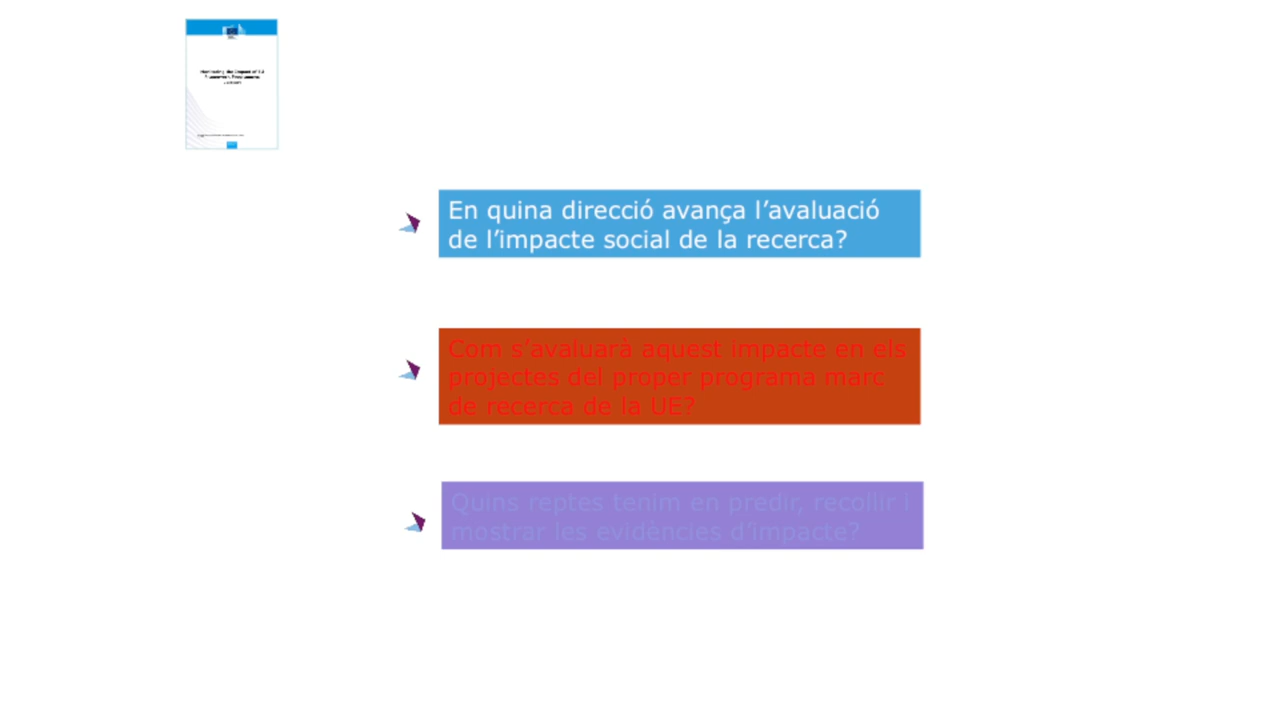 En quina direcció avança l’avaluació
de l’impacte social de la recerca?
Com s’avaluarà aquest impacte en els
projectes del proper programa marc
de recerca de la UE?
Quins reptes tenim en predir, recollir i
mostrar les evidències d’impacte?